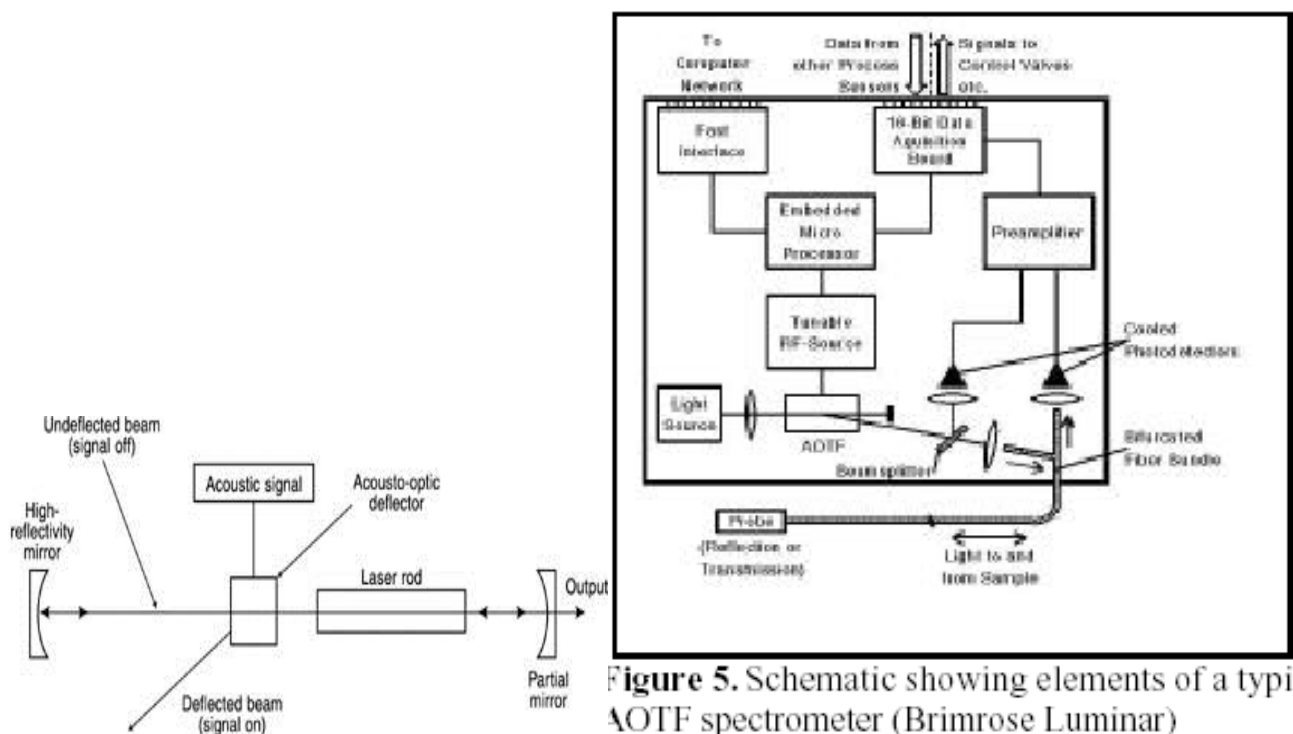 Undeflected beam
(signal off)
Acoustic signal
Acousto-optic
deflector
High-
reflectivity
mirror
Laser rod
Output
Partial
mirror
Deflected beam
(signal on)
To
Computer
Network
Data from
other Process
Sensors
Signals to
Control Valves
etc.
Fast
Interface
16-Bit Data
Aquisition
Board
Embedded
Micro
Processor
Preamplifier
Tunable
RF-Source
Cooled
Photodetectors
Light
Source
AOTF
Beam splitter
Bifurcated
Fiber Bundle
Probe
(Reflection or
Transmission)
Light to and
from Sample
Figure 5. Schematic showing elements of a typi
AOTF spectrometer (Brimrose Luminar)